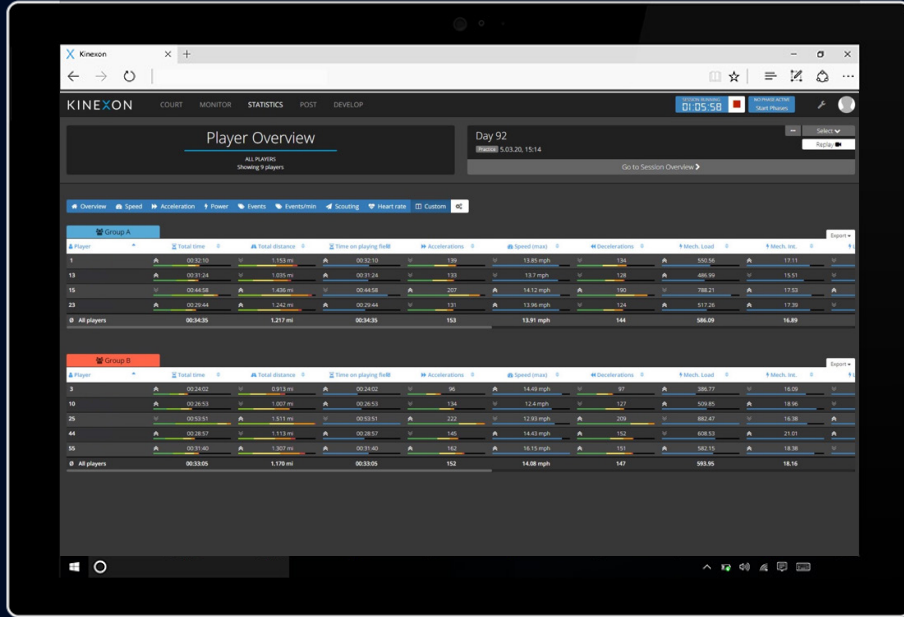 Kinexon
KINEXON COURT MONITOR STATISTICS POST DEVELOP
SESSION RUNNING
01:05:58
NO PHASE ACTIVE
Start Phases
Player Overview
ALL PLAYERS
Showing 9 players
Day 92
Practice 5.03.20, 15:14
Select
Replay
Go to Session Overview
Overview Speed Acceleration Power Events Events/min Scouting Heart rate Custom
Group A
Export
Player Total time Total distance Time on playing field Accelerations Speed (max) Decelerations Mech. Load Mech. Int.
1 00:32:10 1.153 mi 00:32:10 139 13.85 mph 134 550.56 17.11
13 00:31:24 1.035 mi 00:31:24 133 13.7 mph 128 486.99 15.51
15 00:44:58 1.436 mi 00:44:58 207 14.12 mph 190 788.21 17.53
23 00:29:44 1.242 mi 00:29:44 131 13.96 mph 124 517.26 17.39
Ø All players 00:34:35 1.217 mi 00:34:35 153 13.91 mph 144 586.09 16.89
Group B
Export
Player Total time Total distance Time on playing field Accelerations Speed (max) Decelerations Mech. Load Mech. Int.
3 00:24:02 0.913 mi 00:24:02 96 14.49 mph 97 386.77 16.09
10 00:26:53 1.007 mi 00:26:53 134 12.4 mph 127 509.85 18.96
25 00:53:51 1.511 mi 00:53:51 222 12.93 mph 209 882.47 16.38
44 00:28:57 1.113 mi 00:28:57 145 14.43 mph 152 608.53 21.01
55 00:31:40 1.307 mi 00:31:40 162 16.15 mph 151 582.15 18.38
Ø All players 00:33:05 1.170 mi 00:33:05 152 14.08 mph 147 593.95 18.16